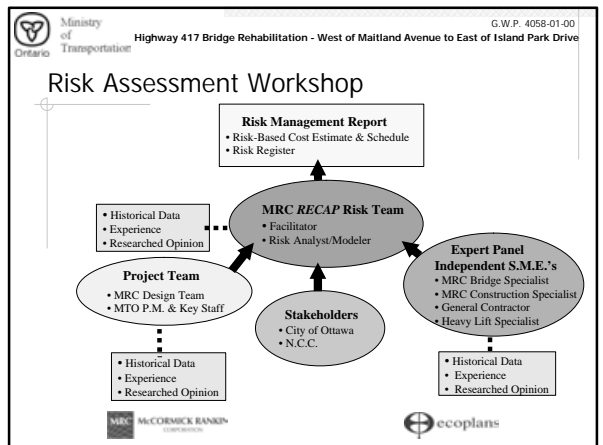 Ministry
of
Transportation
Ontario
G.W.P. 4058-01-00
Highway 417 Bridge Rehabilitation - West of Maitland Avenue to East of Island Park Drive
Risk Assessment Workshop
Risk Management Report
• Risk-Based Cost Estimate & Schedule
• Risk Register
MRC RECAP Risk Team
• Facilitator
• Risk Analyst/Modeler
• Historical Data
• Experience
• Researched Opinion
Project Team
• MRC Design Team
• MTO P.M. & Key Staff
Stakeholders
• City of Ottawa
• N.C.C.
Expert Panel
Independent S.M.E.'s
• MRC Bridge Specialist
• MRC Construction Specialist
• General Contractor
• Heavy Lift Specialist
• Historical Data
• Experience
• Researched Opinion
• Historical Data
• Experience
• Researched Opinion
MRC McCORMICK RANKIN
CORPORATION
ecoplans